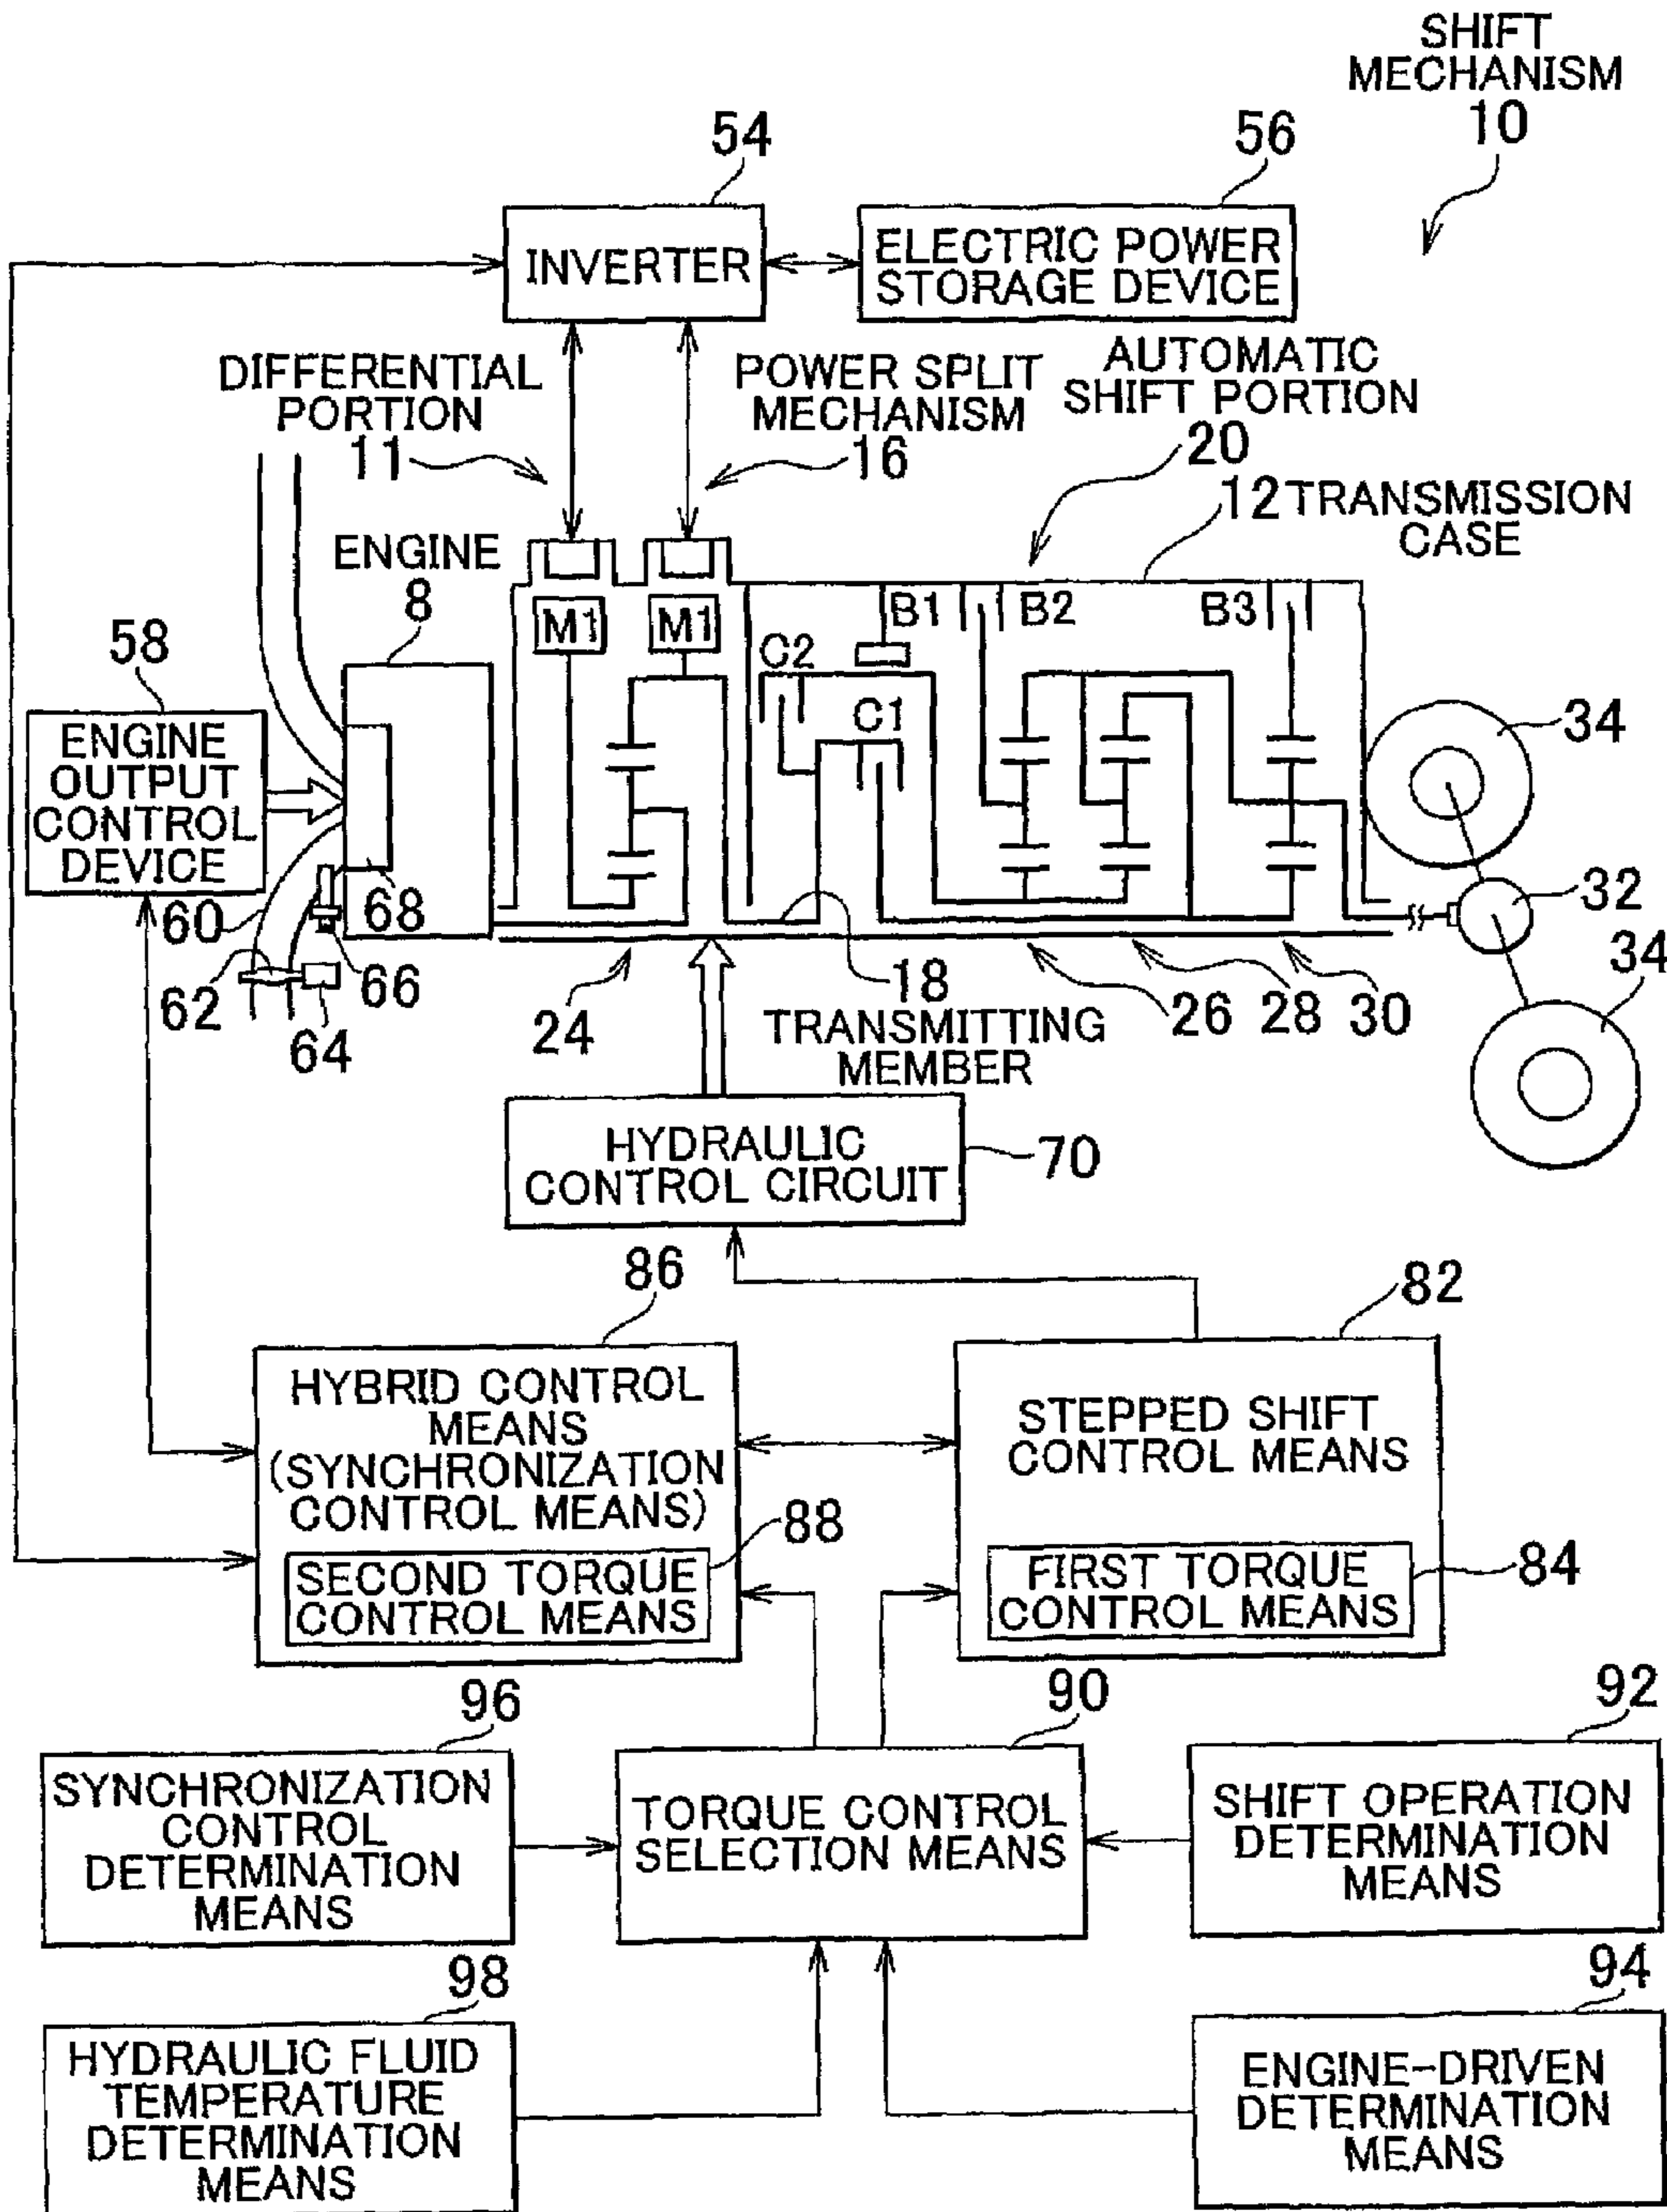 SHIFT
MECHANISM
10
54
56
INVERTER
ELECTRIC POWER
STORAGE DEVICE
DIFFERENTIAL
PORTION
11
POWER SPLIT
MECHANISM
16
AUTOMATIC
SHIFT PORTION
20
12 TRANSMISSION
CASE
ENGINE
8
M1
M1
B1
B2
B3
C2
C1
58
ENGINE
OUTPUT
CONTROL
DEVICE
34
32
34
60
68
62
66
64
24
18
TRANSMITTING
MEMBER
26
28
30
HYDRAULIC
CONTROL CIRCUIT
70
86
82
HYBRID CONTROL
MEANS
(SYNCHRONIZATION
CONTROL MEANS)
88
SECOND TORQUE
CONTROL MEANS
STEPPED SHIFT
CONTROL MEANS
FIRST TORQUE
CONTROL MEANS
84
96
90
92
SYNCHRONIZATION
CONTROL
DETERMINATION
MEANS
TORQUE CONTROL
SELECTION MEANS
SHIFT OPERATION
DETERMINATION
MEANS
98
94
HYDRAULIC FLUID
TEMPERATURE
DETERMINATION
MEANS
ENGINE-DRIVEN
DETERMINATION
MEANS